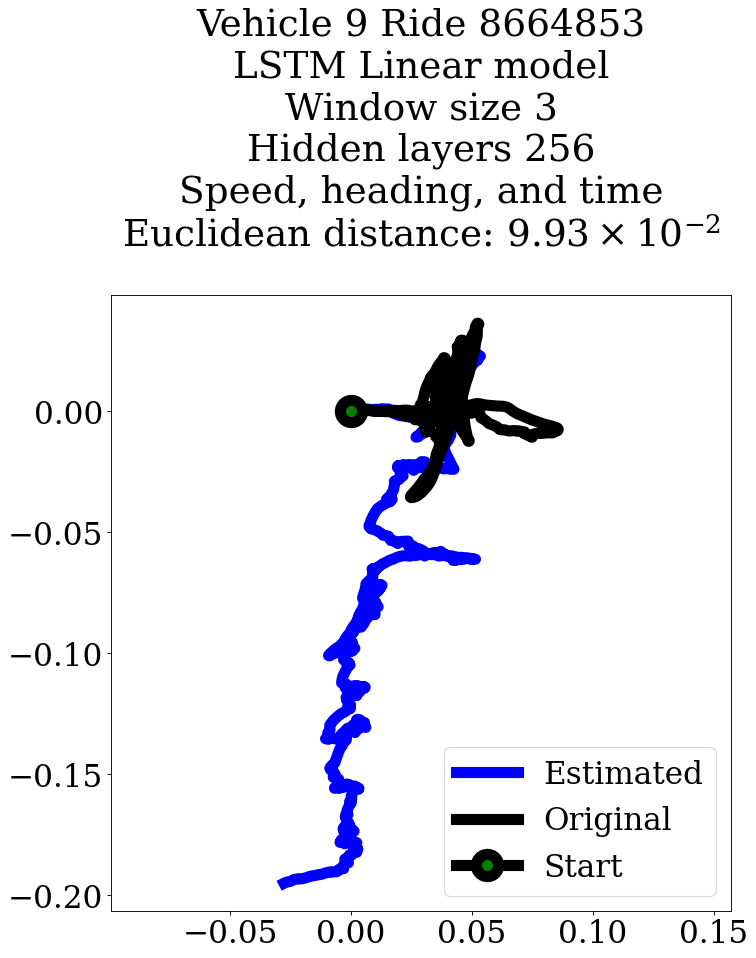 Vehicle 9 Ride 8664853
LSTM Linear model
Window size 3
Hidden layers 256
Speed, heading, and time
Euclidean distance: 9.93 × 10⁻²
0.00
−0.05
−0.10
−0.15
−0.20
Estimated
Original
Start
−0.05 0.00 0.05 0.10 0.15